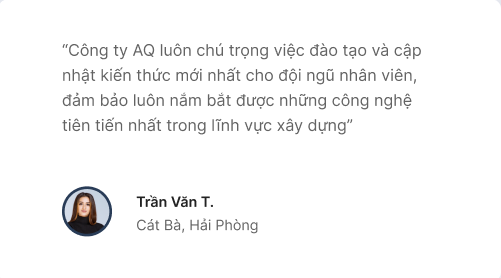 “Công ty AQ luôn chú trọng việc đào tạo và cập
nhật kiến thức mới nhất cho đội ngũ nhân viên,
đảm bảo luôn nắm bắt được những công nghệ
tiên tiến nhất trong lĩnh vực xây dựng”
Trần Văn T.
Cát Bà, Hải Phòng